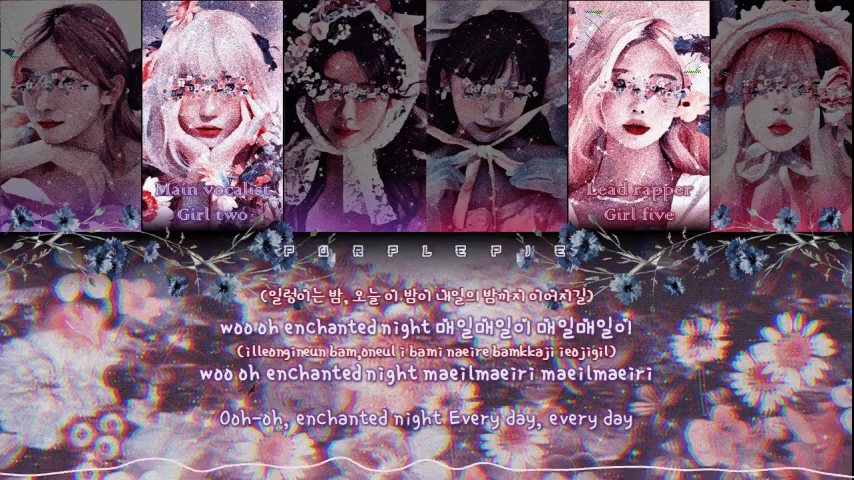 Main vocalist
Girl two
Lead rapper
Girl five
PURPLEPIE
(일렁이는 밤, 오늘 이 밤이 내일의 밤까지 이어지길)
woo oh enchanted night 매일매일이 매일매일이
(illeongineun bam,oneul i bami naeire bamkkaji ieojigil)
woo oh enchanted night maeilmaeiri maeilmaeiri
Ooh-oh, enchanted night Every day, every day